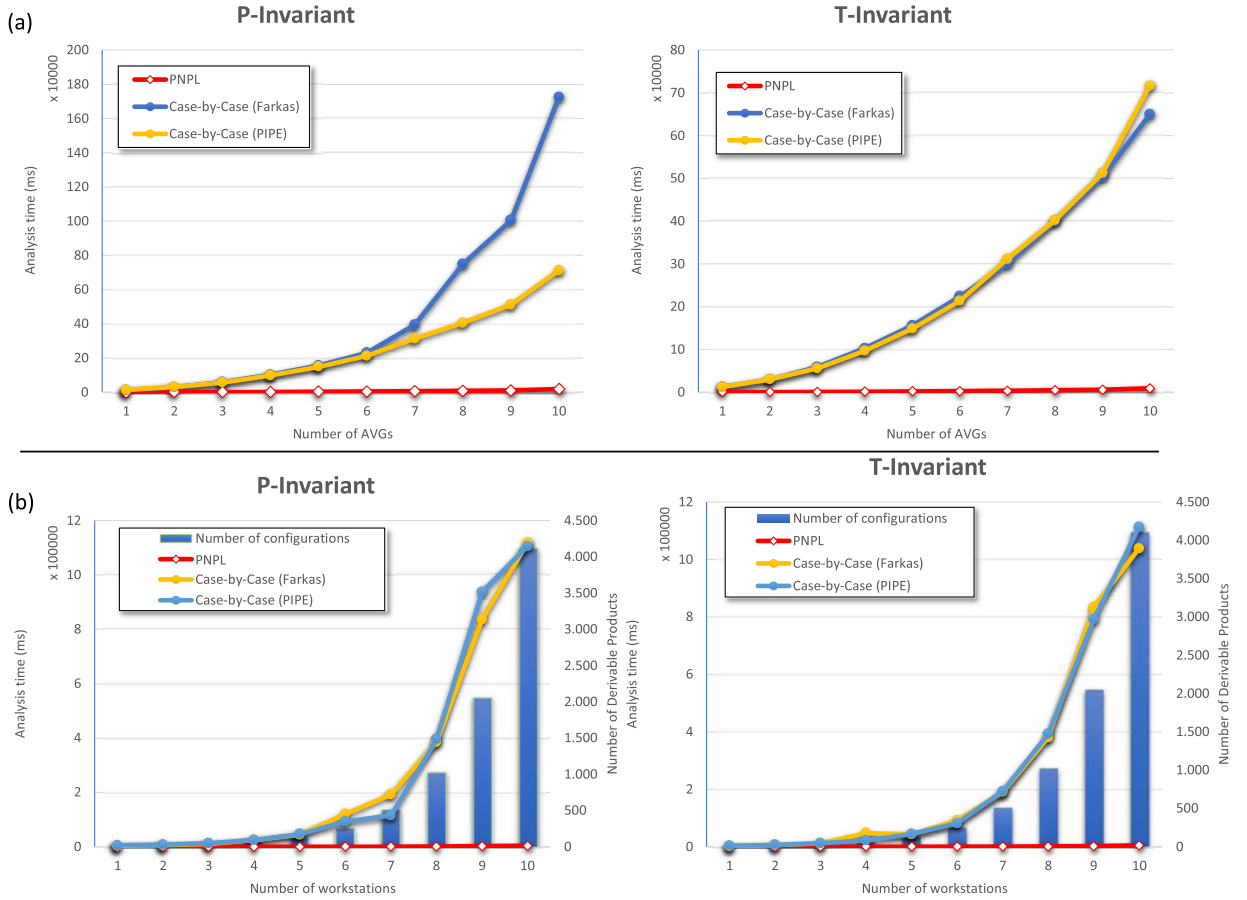 (a)
P-Invariant
x 10000
200
180
160
140
120
100
80
60
40
20
0
Analysis time (ms)
PNPL
Case-by-Case (Farkas)
Case-by-Case (PIPE)
1 2 3 4 5 6 7 8 9 10
Number of AVGs
T-Invariant
x 10000
80
70
60
50
40
30
20
10
0
Analysis time (ms)
PNPL
Case-by-Case (Farkas)
Case-by-Case (PIPE)
1 2 3 4 5 6 7 8 9 10
Number of AVGs
(b)
P-Invariant
x 100000
12
10
8
6
4
2
0
Analysis time (ms)
Number of configurations
PNPL
Case-by-Case (Farkas)
Case-by-Case (PIPE)
4.500
4.000
3.500
3.000
2.500
2.000
1.500
1.000
500
0
Number of Derivable Products
1 2 3 4 5 6 7 8 9 10
Number of workstations
T-Invariant
x 100000
12
10
8
6
4
2
0
Analysis time (ms)
Number of configurations
PNPL
Case-by-Case (Farkas)
Case-by-Case (PIPE)
4.500
4.000
3.500
3.000
2.500
2.000
1.500
1.000
500
0
Number of Derivable Products
1 2 3 4 5 6 7 8 9 10
Number of workstations